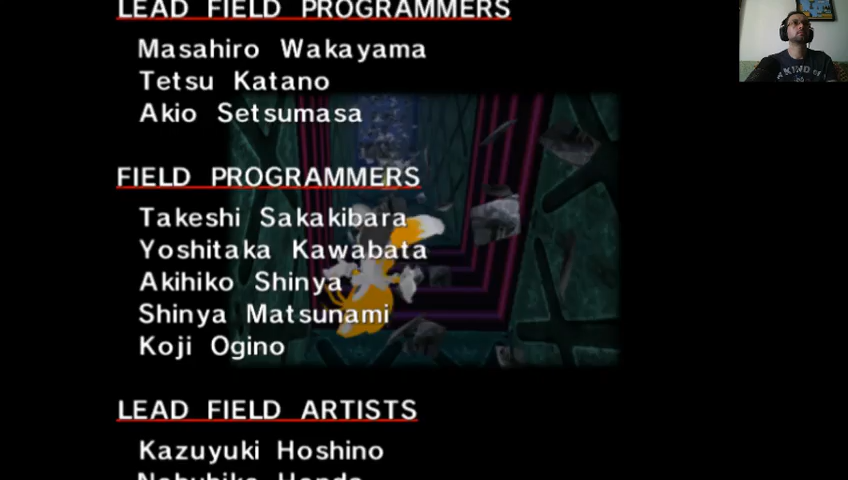 LEAD FIELD PROGRAMMERS
Masahiro Wakayama
Tetsu Katano
Akio Setsumasa
FIELD PROGRAMMERS
Takeshi Sakakibara
Yoshitaka Kawabata
Akihiko Shinya
Shinya Matsunami
Koji Ogino
LEAD FIELD ARTISTS
Kazuyuki Hoshino